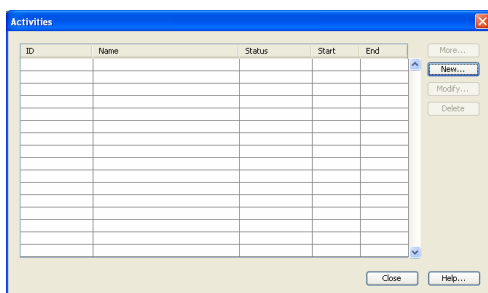 Activities
ID Name Status Start End
More...
New...
Modify...
Delete
Close Help...